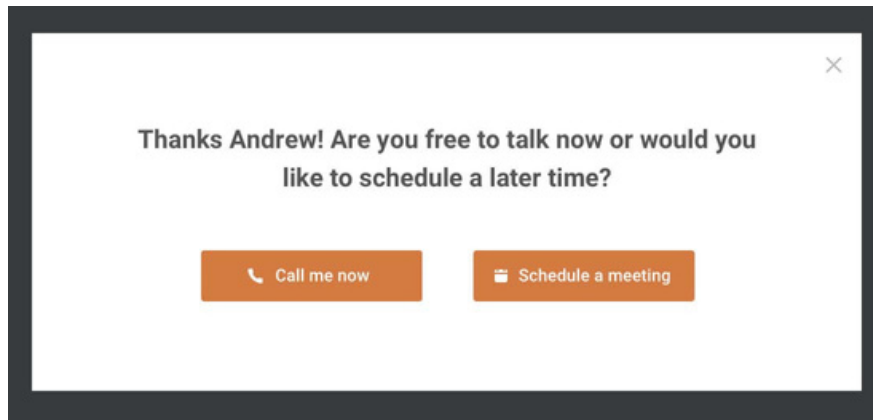 Thanks Andrew! Are you free to talk now or would you
like to schedule a later time?
Call me now
Schedule a meeting